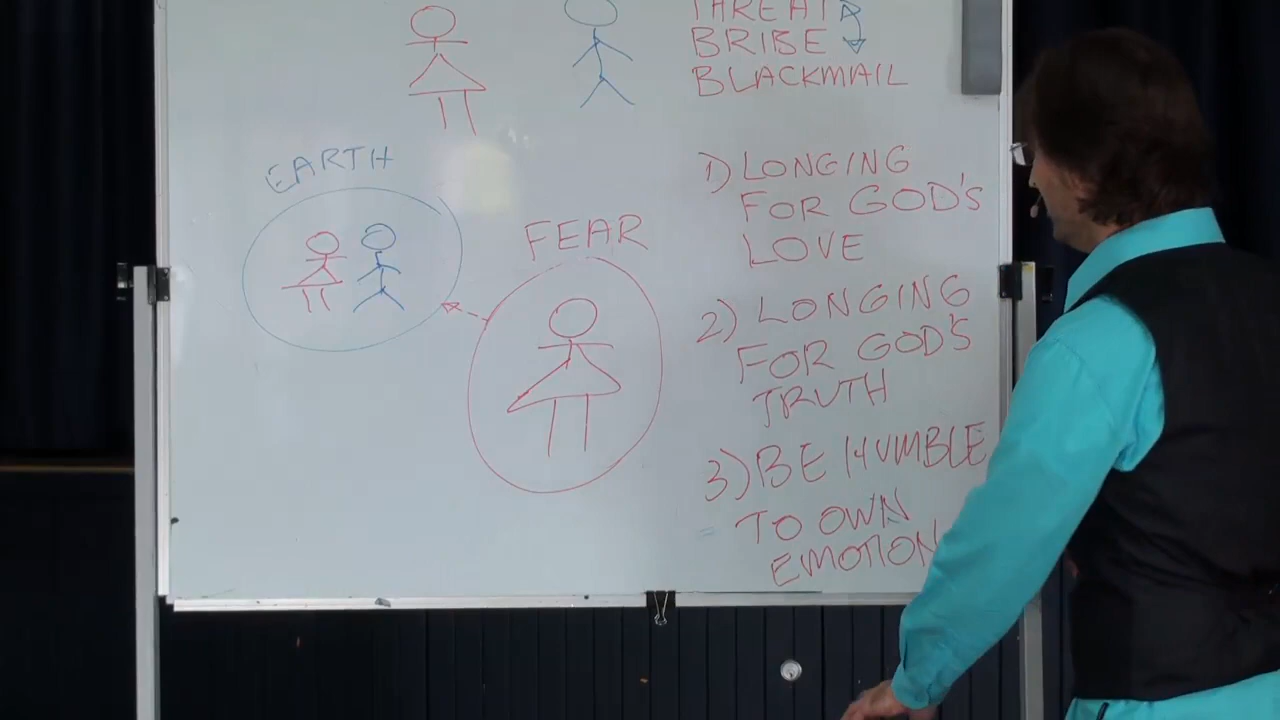 THREAT
BRIBE
BLACKMAIL
EARTH
FEAR
1) LONGING
FOR GOD'S
LOVE
2) LONGING
FOR GOD'S
TRUTH
3) BE HUMBLE
TO OWN
EMOTION